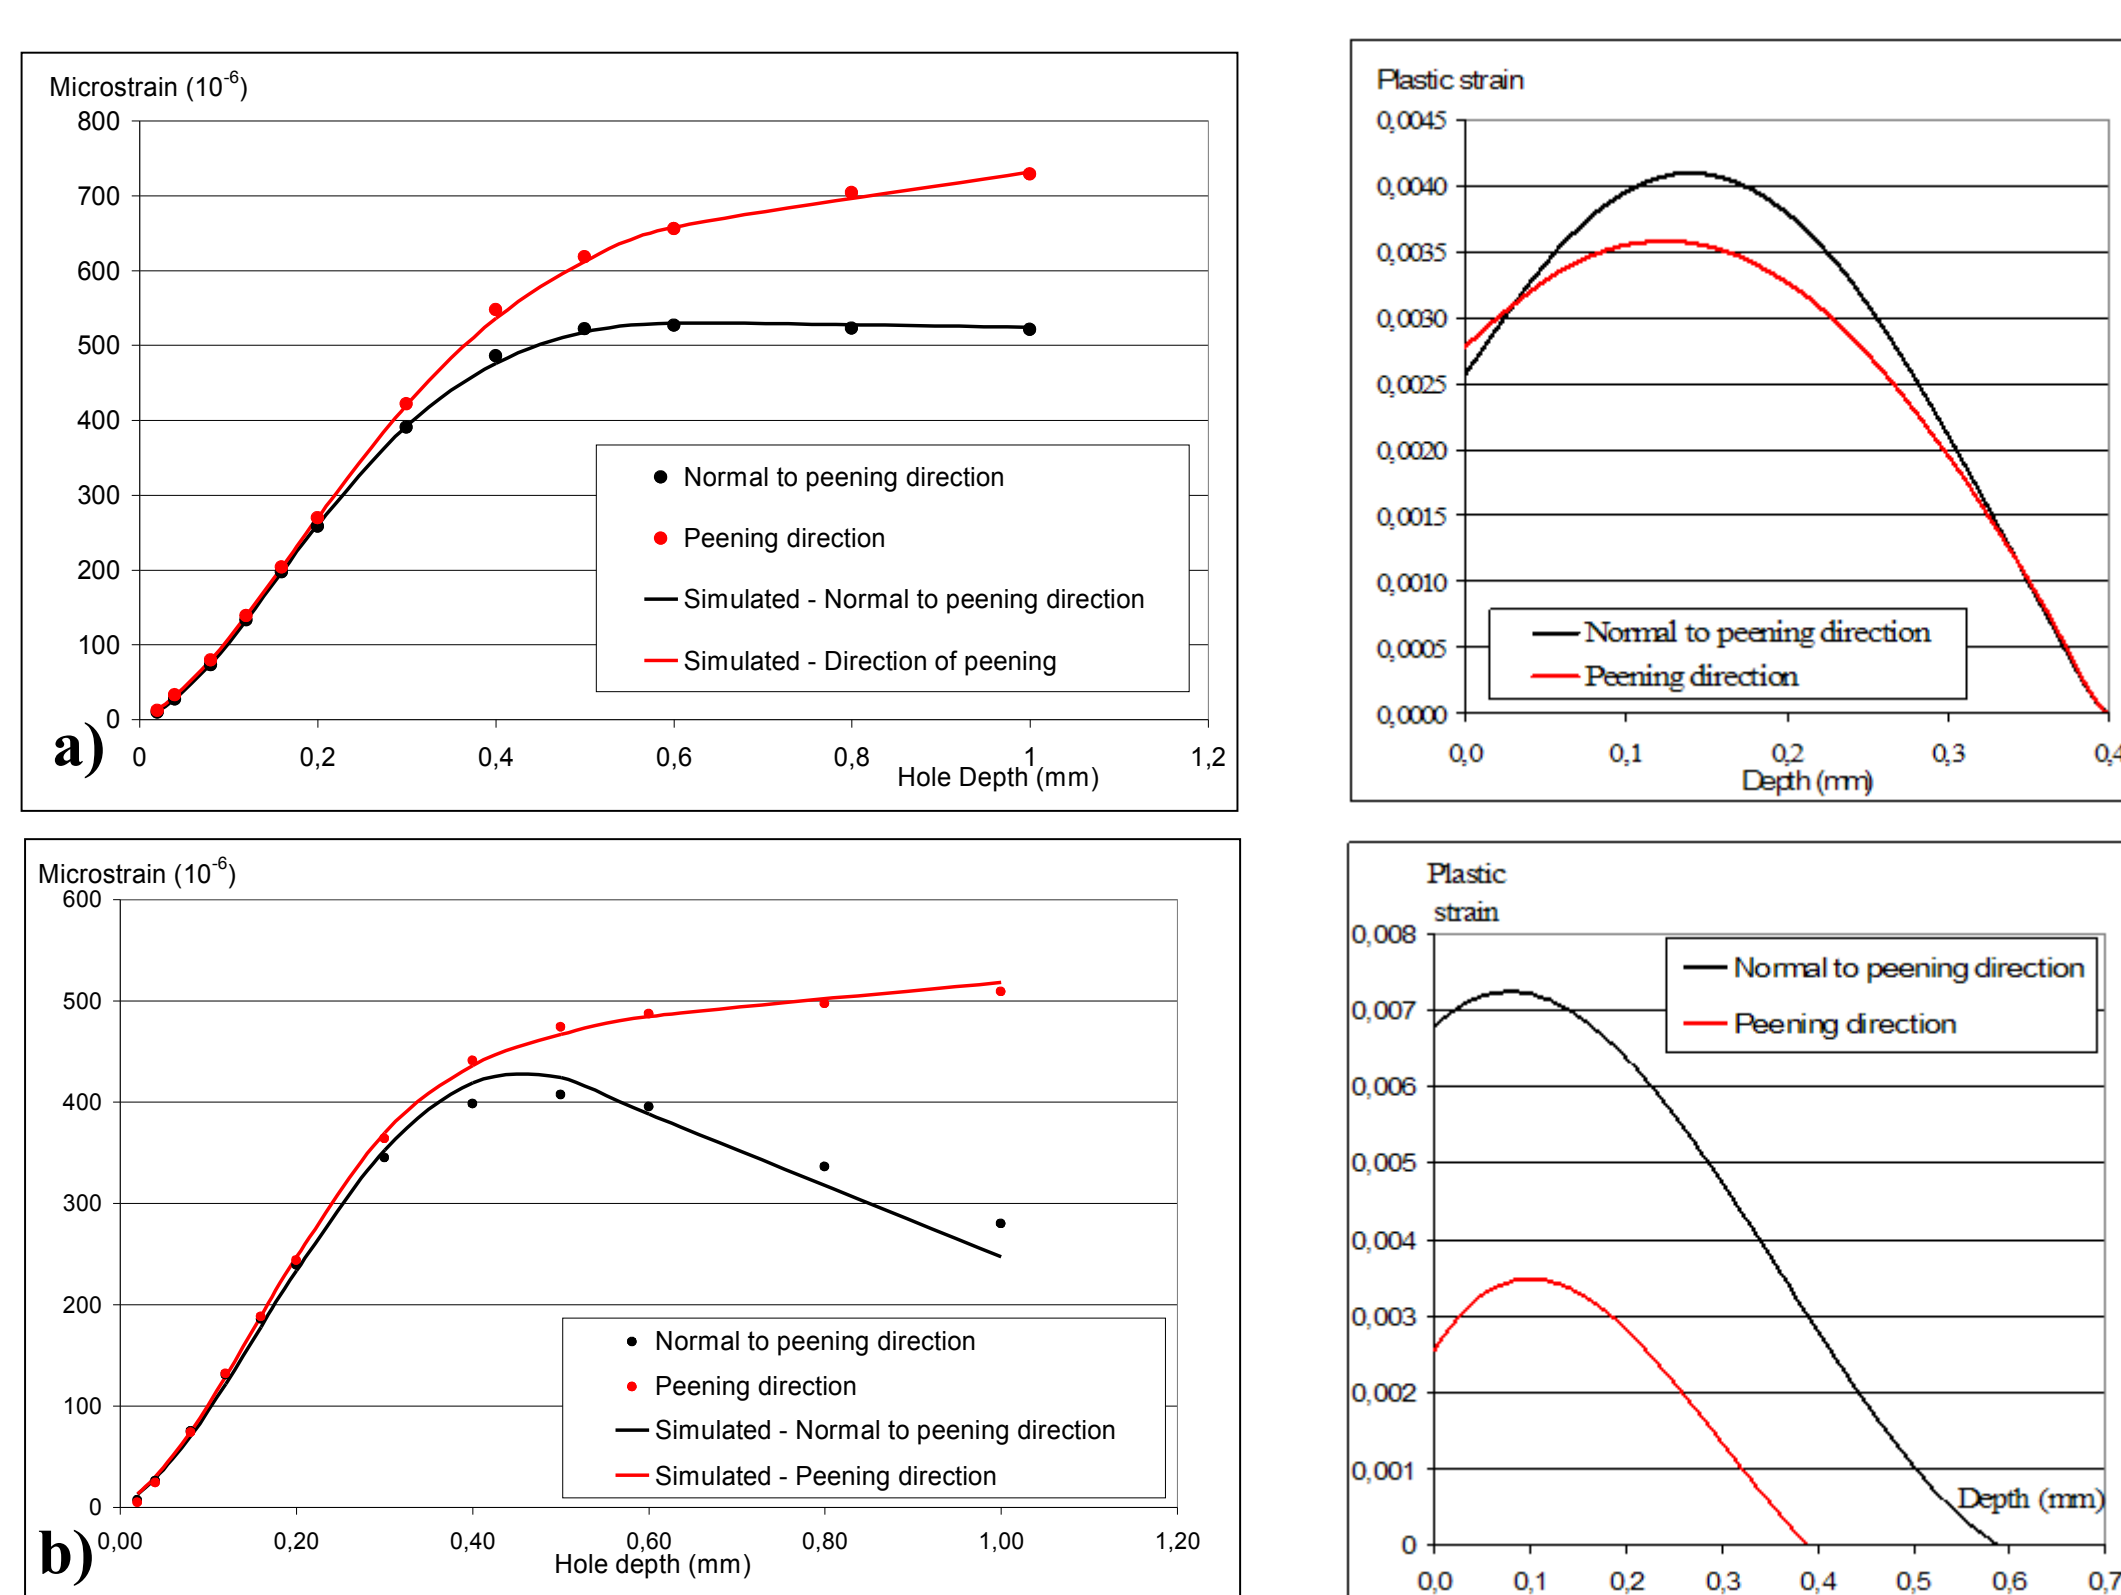 Microstrain (10-6)
800
700
600
500
400
300
200
100
0
0 0,2 0,4 0,6 0,8 1 1,2
Hole Depth (mm)
Normal to peening direction
Peening direction
Simulated - Normal to peening direction
Simulated - Direction of peening
a)
Plastic strain
0,0045
0,0040
0,0035
0,0030
0,0025
0,0020
0,0015
0,0010
0,0005
0,0000
0,0 0,1 0,2 0,3 0,4
Depth (mm)
Normal to peening direction
Peening direction
Microstrain (10-6)
600
500
400
300
200
100
0
0,00 0,20 0,40 0,60 0,80 1,00 1,20
Hole depth (mm)
Normal to peening direction
Peening direction
Simulated - Normal to peening direction
Simulated - Peening direction
b)
Plastic
strain
0,008
0,007
0,006
0,005
0,004
0,003
0,002
0,001
0
0,0 0,1 0,2 0,3 0,4 0,5 0,6 0,7
Depth (mm)
Normal to peening direction
Peening direction